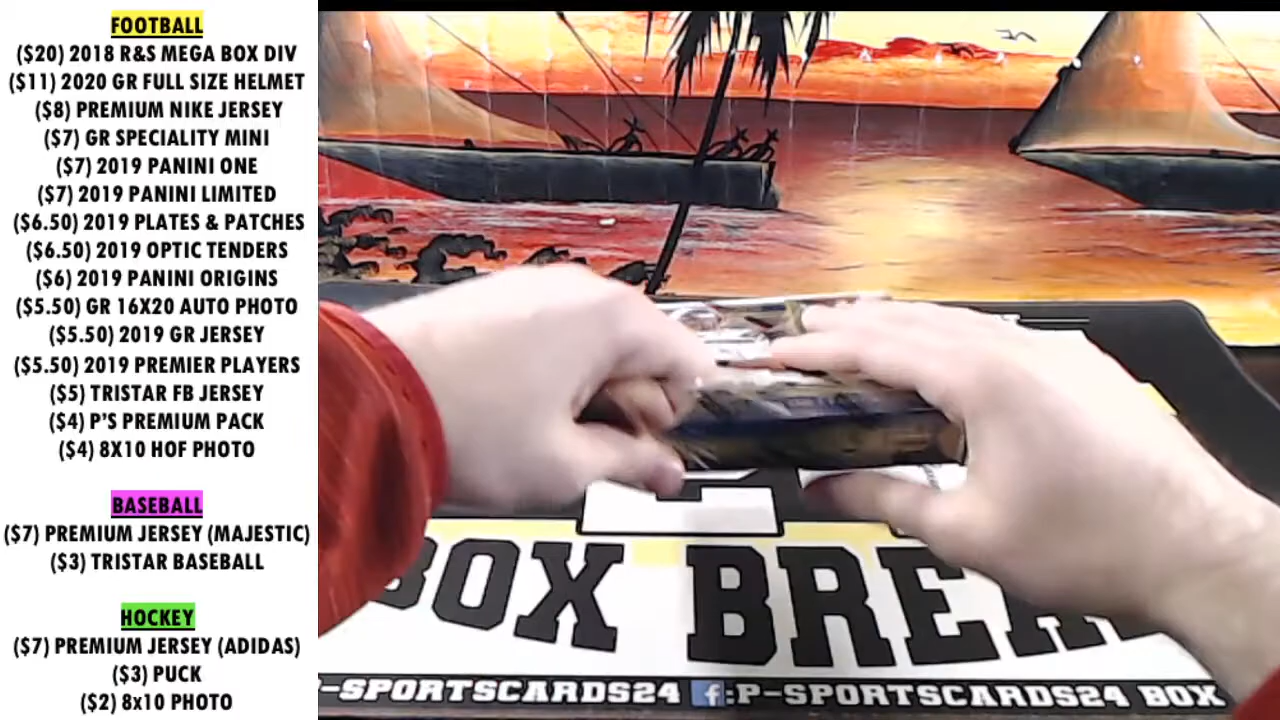 FOOTBALL
($20) 2018 R&S MEGA BOX DIV
($11) 2020 GR FULL SIZE HELMET
($8) PREMIUM NIKE JERSEY
($7) GR SPECIALITY MINI
($7) 2019 PANINI ONE
($7) 2019 PANINI LIMITED
($6.50) 2019 PLATES & PATCHES
($6.50) 2019 OPTIC TENDERS
($6) 2019 PANINI ORIGINS
($5.50) GR 16X20 AUTO PHOTO
($5.50) 2019 GR JERSEY
($5.50) 2019 PREMIER PLAYERS
($5) TRISTAR FB JERSEY
($4) P'S PREMIUM PACK
($4) 8X10 HOF PHOTO
BASEBALL
($7) PREMIUM JERSEY (MAJESTIC)
($3) TRISTAR BASEBALL
HOCKEY
($7) PREMIUM JERSEY (ADIDAS)
($3) PUCK
($2) 8x10 PHOTO
BOX BREA
-SPORTSCARDS24 f:P-SPORTSCARDS24 BOX